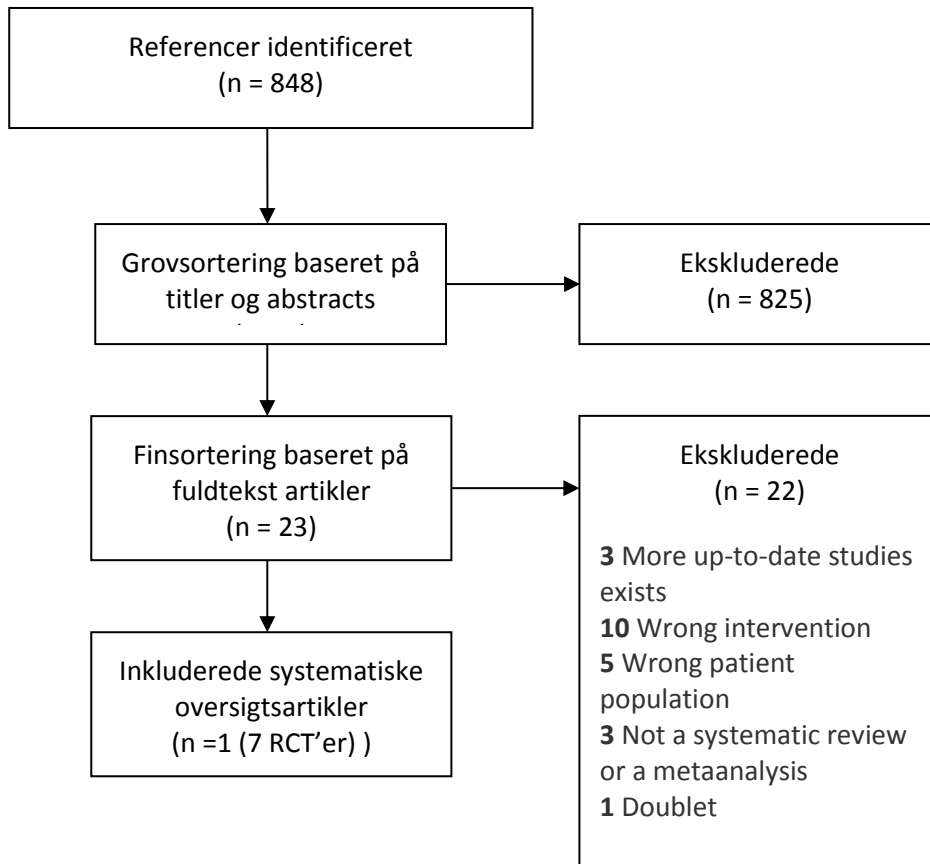 Referencer identificeret
(n = 848)
Grovsortering baseret på
titler og abstracts
Ekskluderede
(n = 825)
Finsortering baseret på
fuldtekst artikler
(n = 23)
Ekskluderede
(n = 22)
3 More up-to-date studies
exists
10 Wrong intervention
5 Wrong patient
population
3 Not a systematic review
or a metaanalysis
1 Doublet
Inkluderede systematiske
oversigtsartikler
(n =1 (7 RCT’er) )